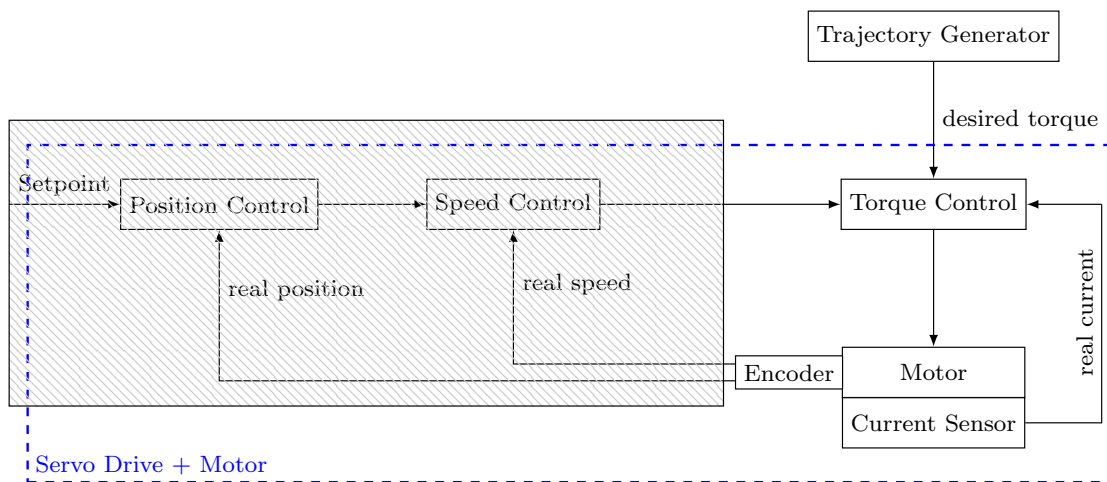 Trajectory Generator
desired torque
Setpoint
Position Control
Speed Control
Torque Control
real position
real speed
real current
Encoder
Motor
Current Sensor
Servo Drive + Motor